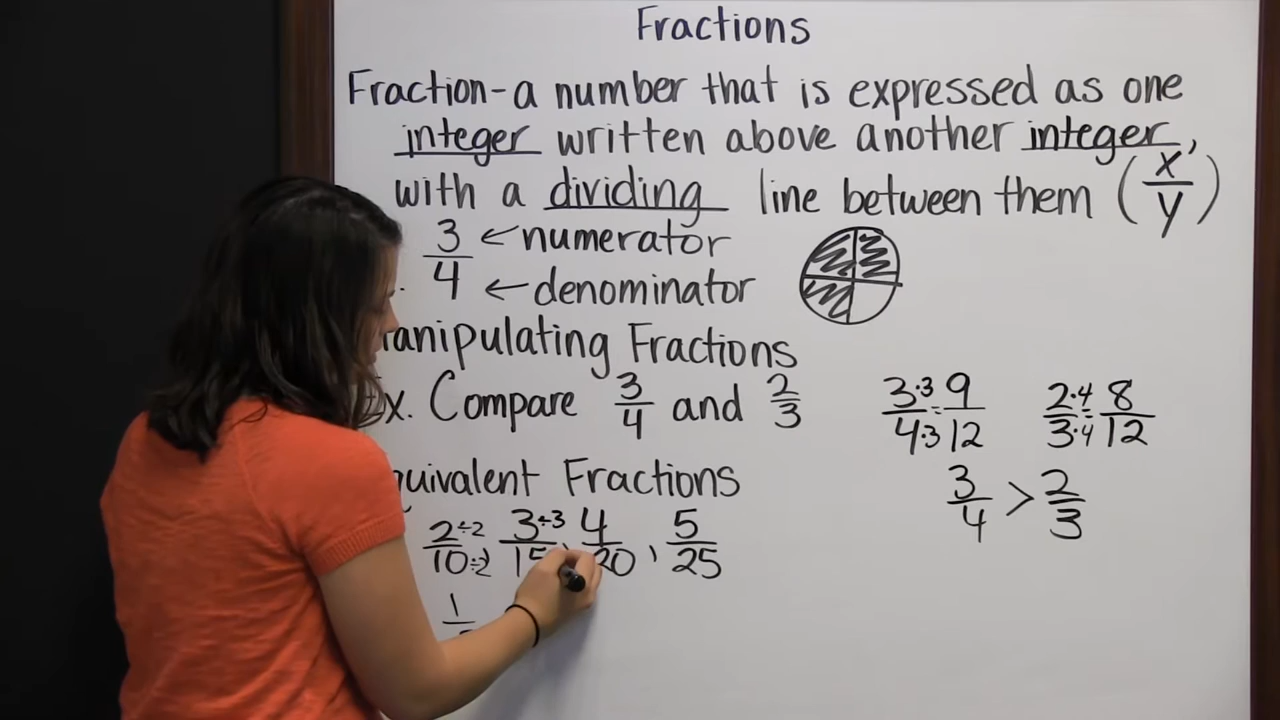 Fractions
Fraction-a number that is expressed as one
integer written above another integer,
with a dividing line between them (x/y)
3/4 ←numerator
←denominator
anipulating Fractions
Ex. Compare 3/4 and 2/3
3·3/4·3=9/12 2·4/3·4=8/12
3/4 > 2/3
quivalent Fractions
2÷2/10÷2 3÷3/15, 4/20, 5/25
1